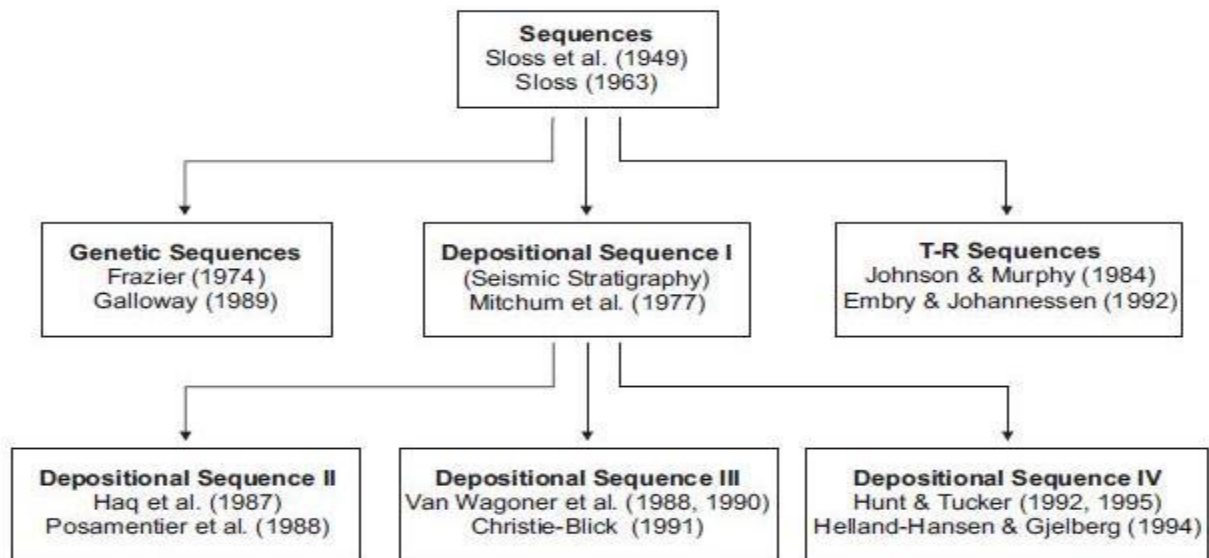 Sequences
Sloss et al. (1949)
Sloss (1963)
Genetic Sequences
Frazier (1974)
Galloway (1989)
Depositional Sequence I
(Seismic Stratigraphy)
Mitchum et al. (1977)
T-R Sequences
Johnson & Murphy (1984)
Embry & Johannessen (1992)
Depositional Sequence II
Haq et al. (1987)
Posamentier et al. (1988)
Depositional Sequence III
Van Wagoner et al. (1988, 1990)
Christie-Blick (1991)
Depositional Sequence IV
Hunt & Tucker (1992, 1995)
Helland-Hansen & Gjelberg (1994)